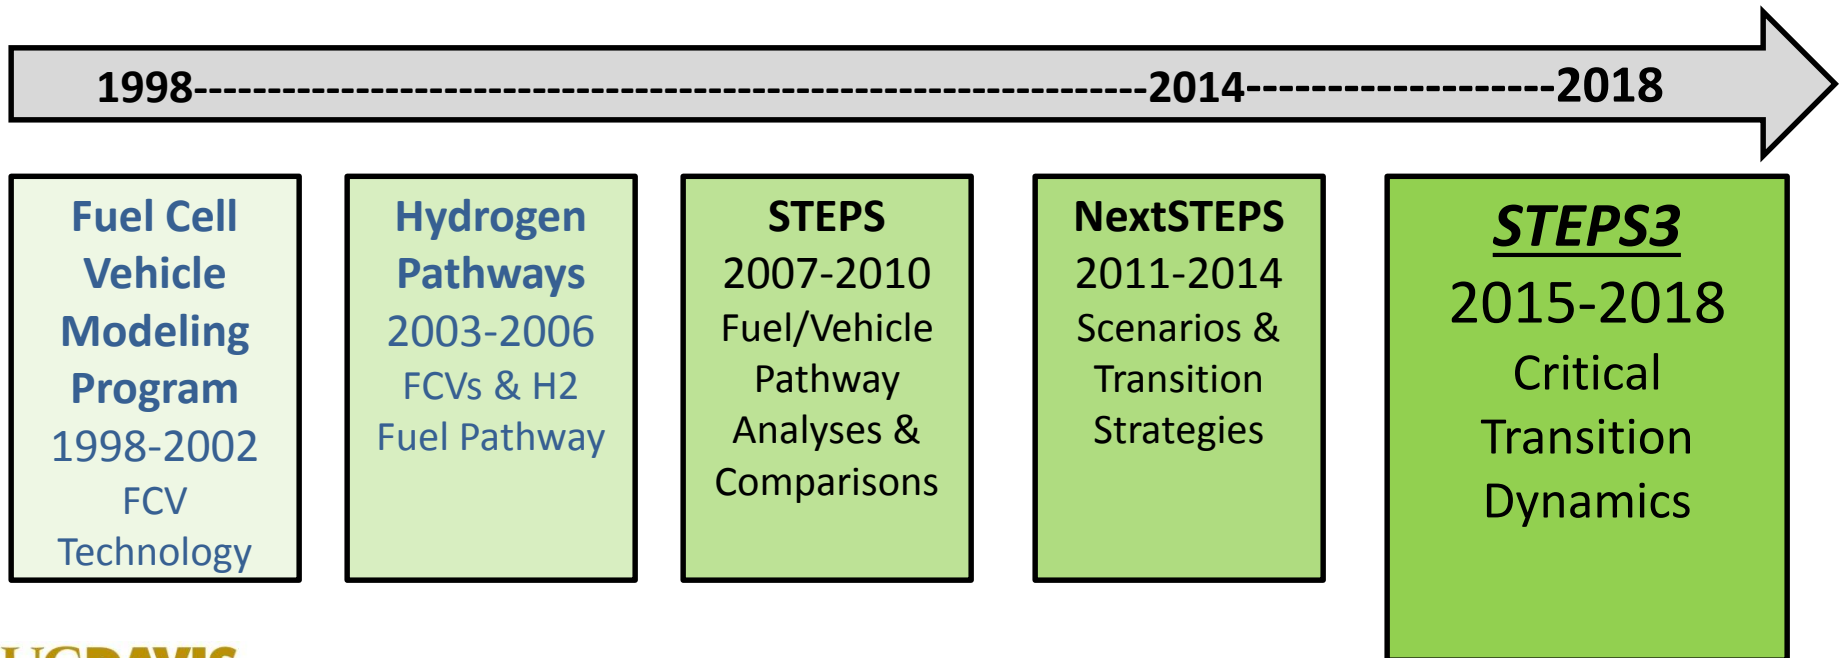 1998-----------------------------------------------------------------2014-------------------2018
Fuel Cell
Vehicle
Modeling
Program
1998-2002
FCV
Technology
Hydrogen
Pathways
2003-2006
FCVs & H2
Fuel Pathway
STEPS
2007-2010
Fuel/Vehicle
Pathway
Analyses &
Comparisons
NextSTEPS
2011-2014
Scenarios &
Transition
Strategies
STEPS3
2015-2018
Critical
Transition
Dynamics
UCDAVIS